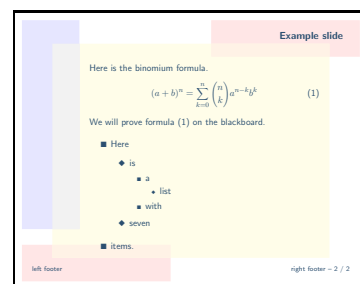 Example slide
Here is the binomium formula.
(a + b)^n = \sum_{k=0}^{n} \binom{n}{k} a^{n-k} b^k (1)
We will prove formula (1) on the blackboard.
■ Here
◆ is
■ a
◆ list
■ with
◆ seven
■ items.
left footer
right footer – 2 / 2